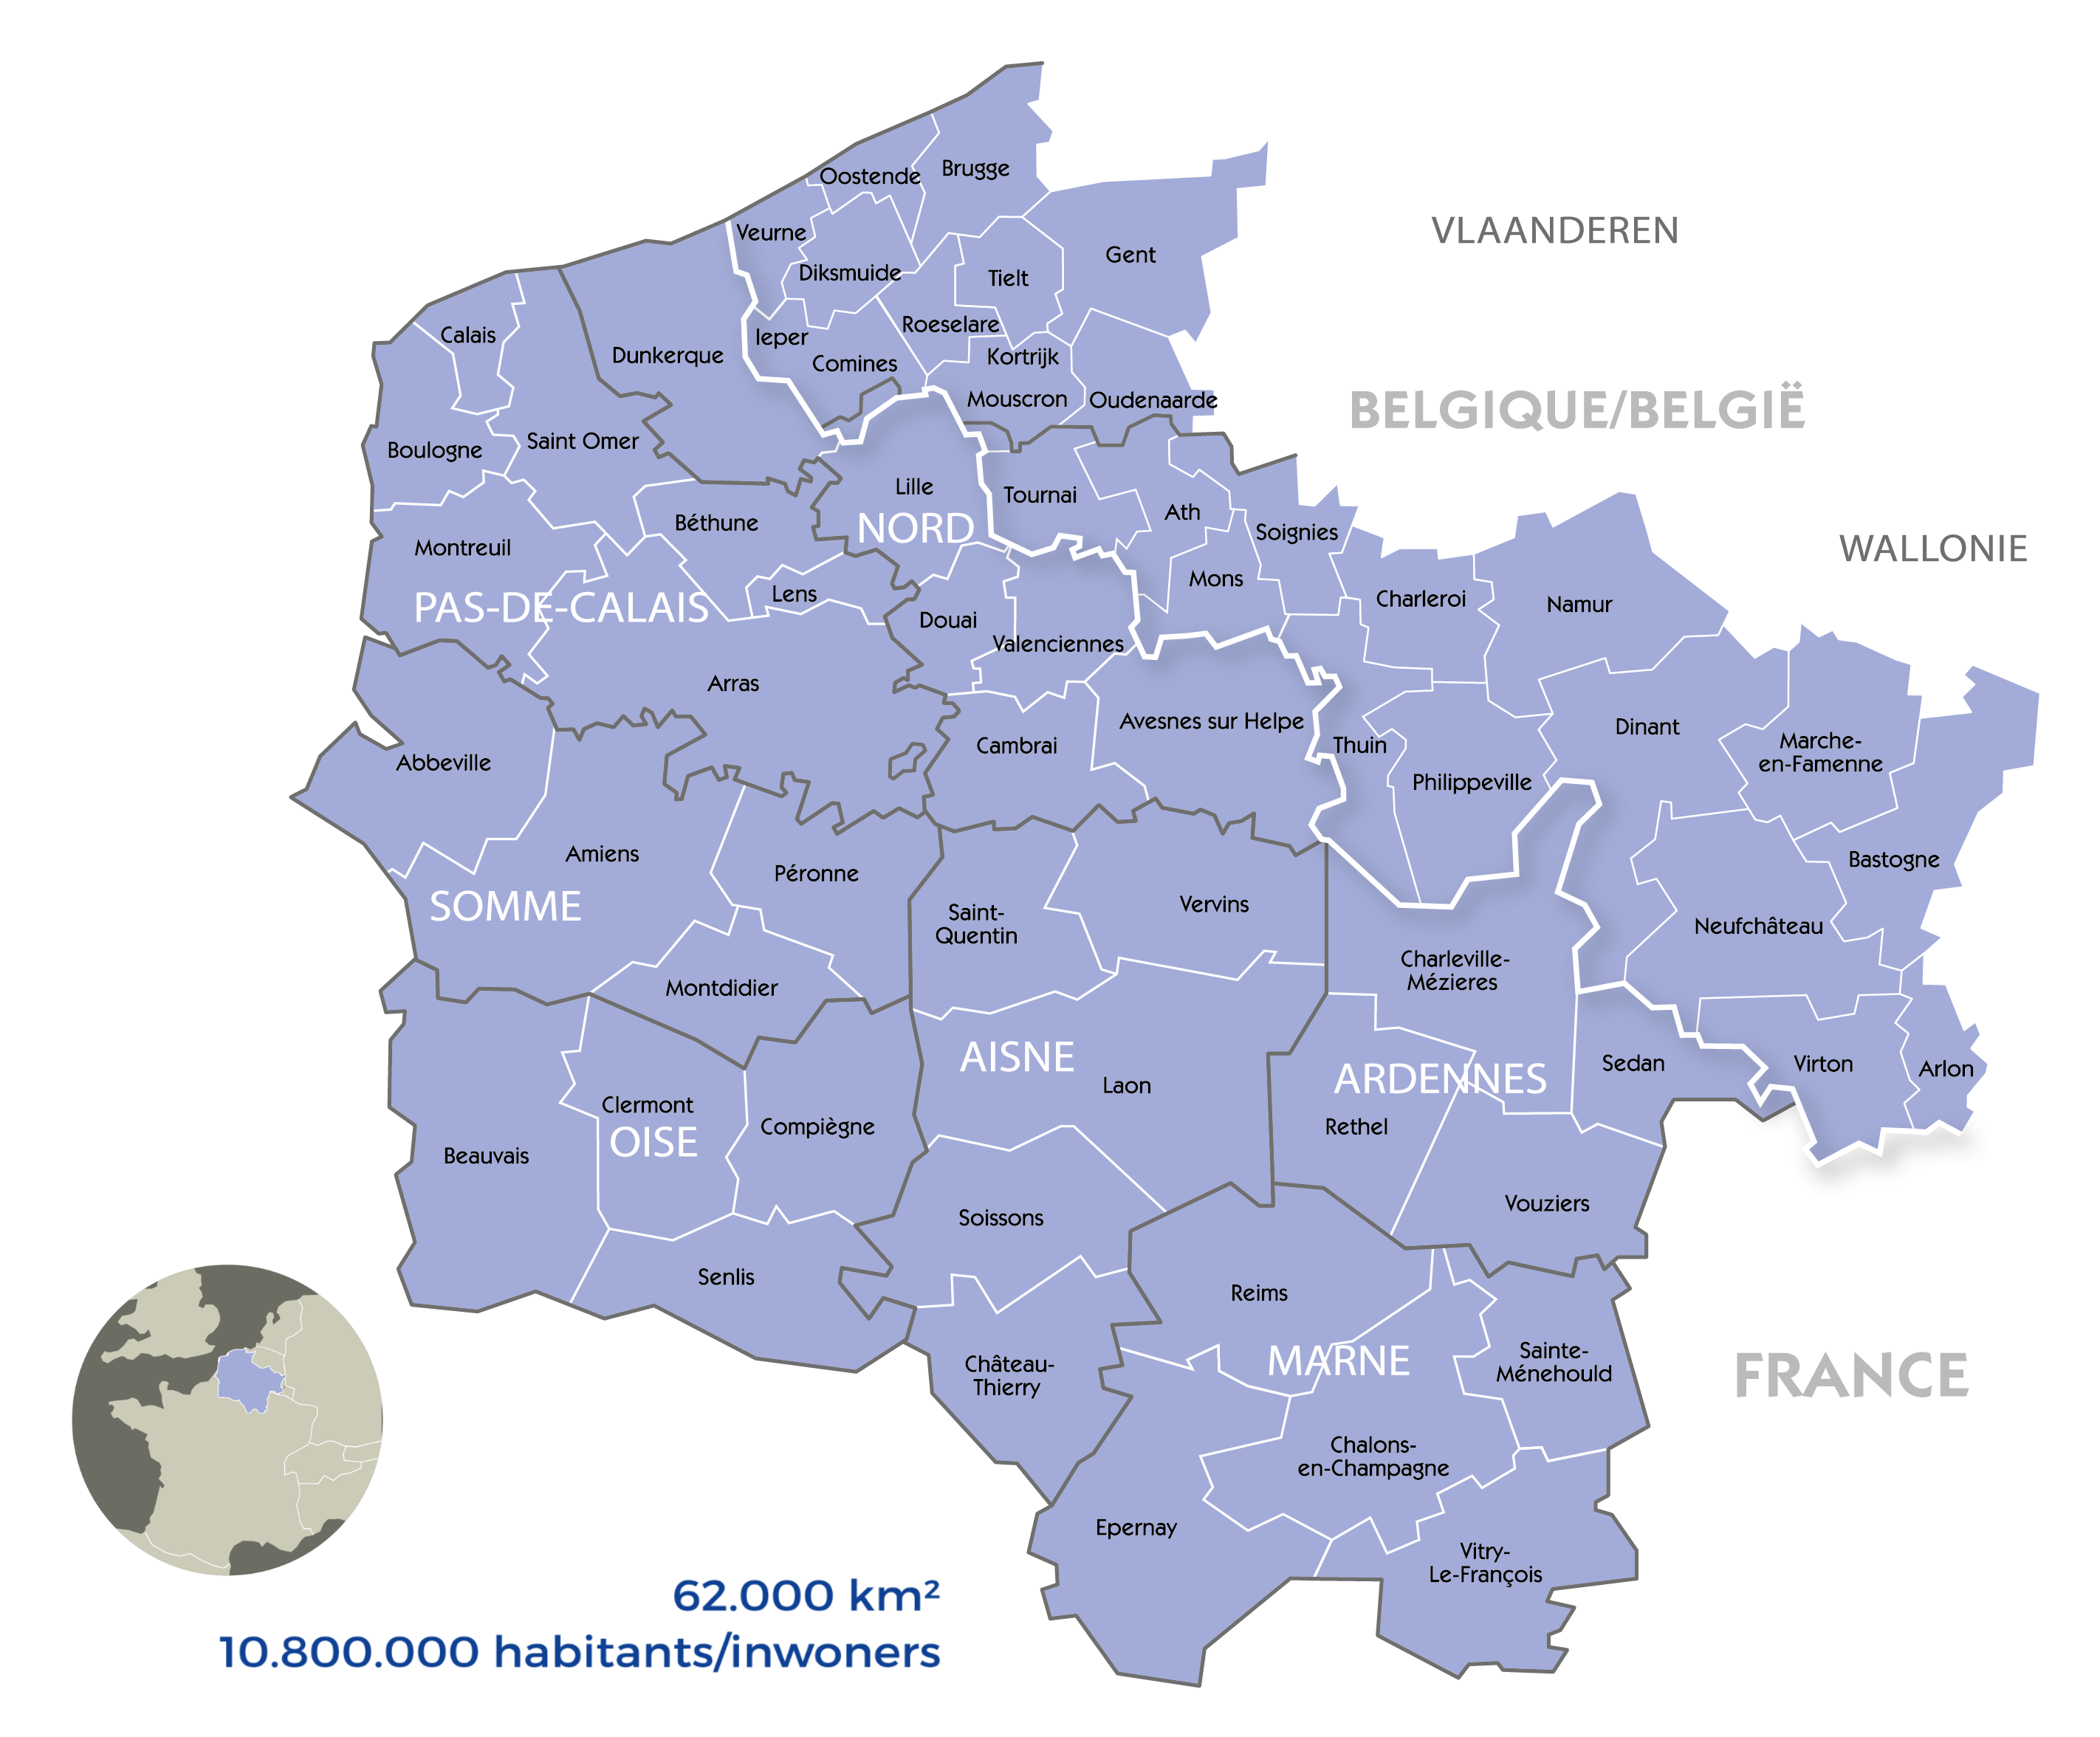 Brugge
Oostende
Veurne
VLAANDEREN
Gent
Diksmuide
Tielt
Calais
Roeselare
Ieper
Dunkerque
Kortrijk
Comines
Mouscron
Oudenaarde
BELGIQUE/BELGIË
Saint Omer
Boulogne
Lille
Tournai
Ath
Béthune
NORD
Soignies
Montreuil
WALLONIE
Mons
Lens
Charleroi
Namur
PAS-DE-CALAIS
Douai
Valenciennes
Arras
Avesnes sur Helpe
Dinant
Cambrai
Thuin
Marche-
en-Famenne
Abbeville
Philippeville
Amiens
Bastogne
Péronne
SOMME
Vervins
Saint-
Quentin
Neufchâteau
Charleville-
Mézieres
Montdidier
AISNE
Sedan
Virton
Arlon
ARDENNES
Laon
Clermont
Compiègne
Rethel
OISE
Beauvais
Vouziers
Soissons
Senlis
Reims
Sainte-
Ménehould
MARNE
Château-
Thierry
FRANCE
Chalons-
en-Champagne
Epernay
Vitry-
Le-François
62.000 km²
10.800.000 habitants/inwoners